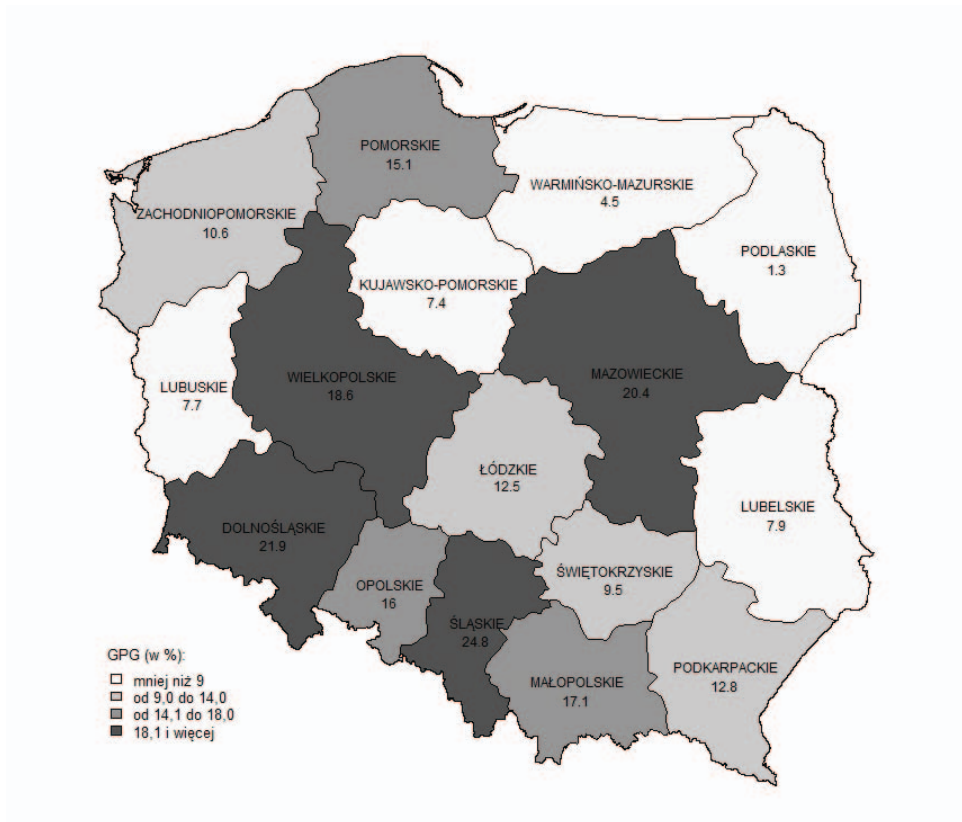 POMORSKIE
15.1
WARMIŃSKO-MAZURSKIE
4.5
ZACHODNIOPOMORSKIE
10.6
PODLASKIE
1.3
KUJAWSKO-POMORSKIE
7.4
WIELKOPOLSKIE
18.6
MAZOWIECKIE
20.4
LUBUSKIE
7.7
ŁÓDZKIE
12.5
LUBELSKIE
7.9
DOLNOŚLĄSKIE
21.9
ŚWIĘTOKRZYSKIE
9.5
OPOLSKIE
16
ŚLĄSKIE
24.8
PODKARPACKIE
12.8
MAŁOPOLSKIE
17.1
GPG (w %):
mniej niż 9
od 9,0 do 14,0
od 14,1 do 18,0
18,1 i więcej